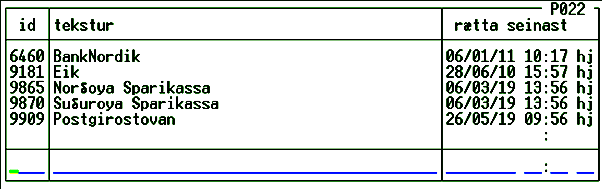 P022
id tekstur rætta seinast
6460 BankNordik 06/01/11 10:17 hj
9181 Eik 28/06/10 15:57 hj
9865 Norðoya Sparikassa 06/03/19 13:56 hj
9870 Suðuroya Sparikassa 06/03/19 13:56 hj
9909 Postgirostovan 26/05/19 09:56 hj
:
: